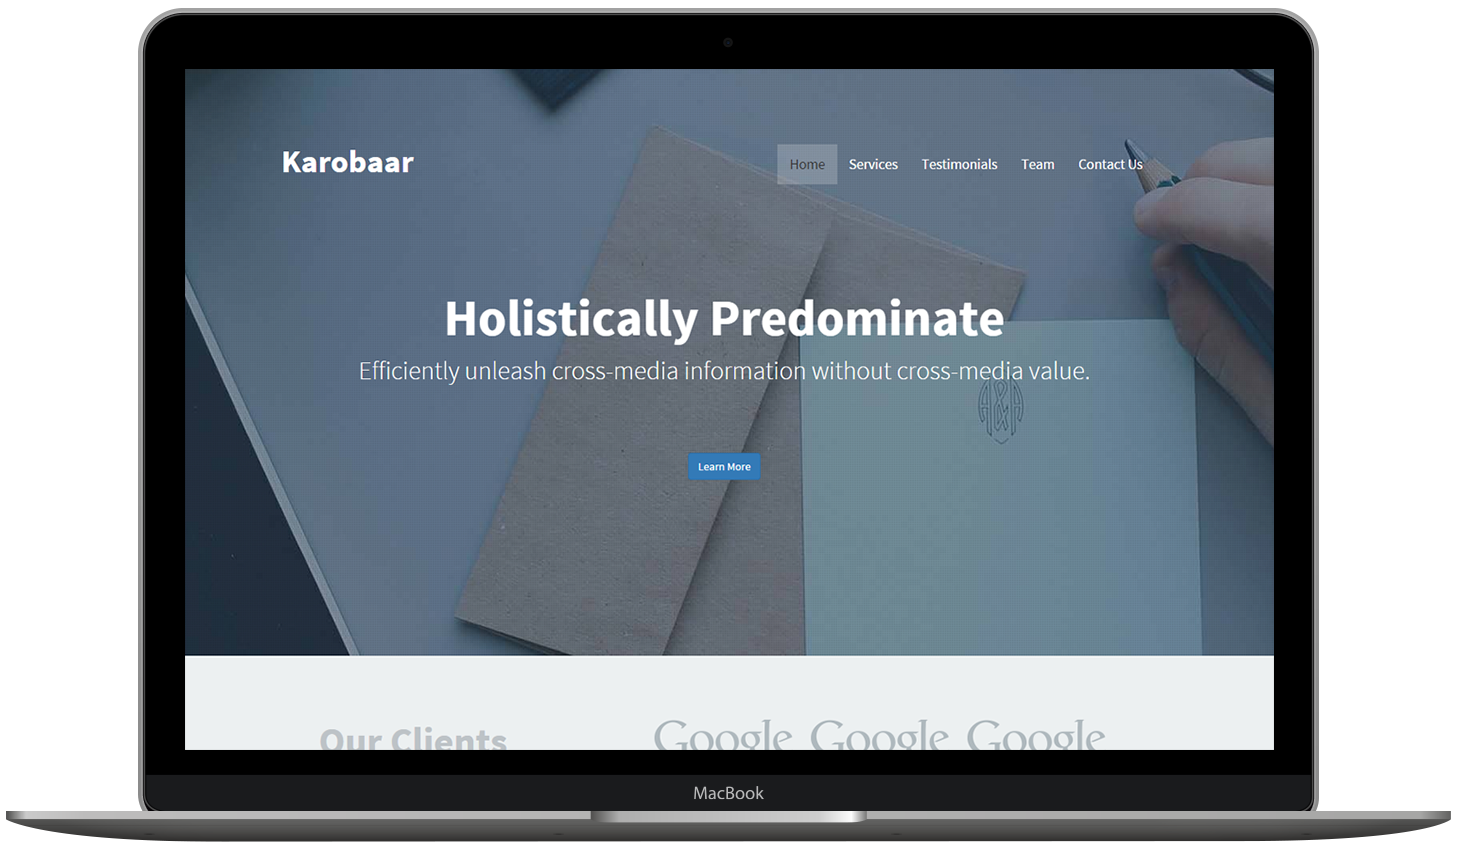 Karobaar
Home Services Testimonials Team Contact Us
Holistically Predominate
Efficiently unleash cross-media information without cross-media value.
A&A
Learn More
Our Clients
Google Google Google
MacBook